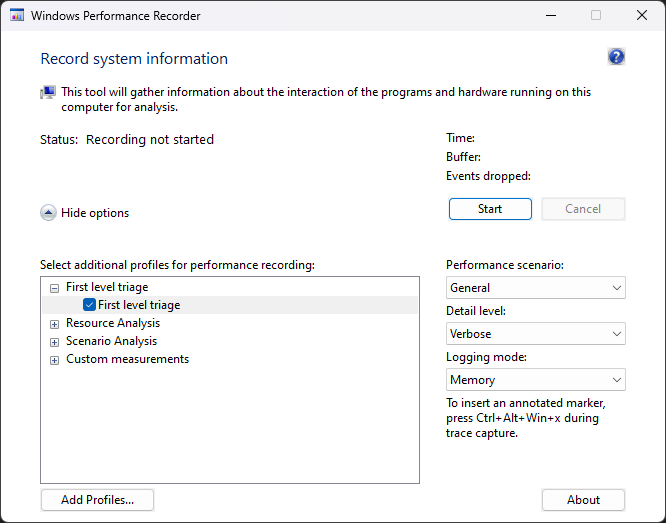 Windows Performance Recorder
Record system information
This tool will gather information about the interaction of the programs and hardware running on this
computer for analysis.
Status: Recording not started
Time:
Buffer:
Events dropped:
Hide options
Start
Cancel
Select additional profiles for performance recording:
First level triage
First level triage
Resource Analysis
Scenario Analysis
Custom measurements
Performance scenario:
General
Detail level:
Verbose
Logging mode:
Memory
To insert an annotated marker,
press Ctrl+Alt+Win+x during
trace capture.
Add Profiles...
About